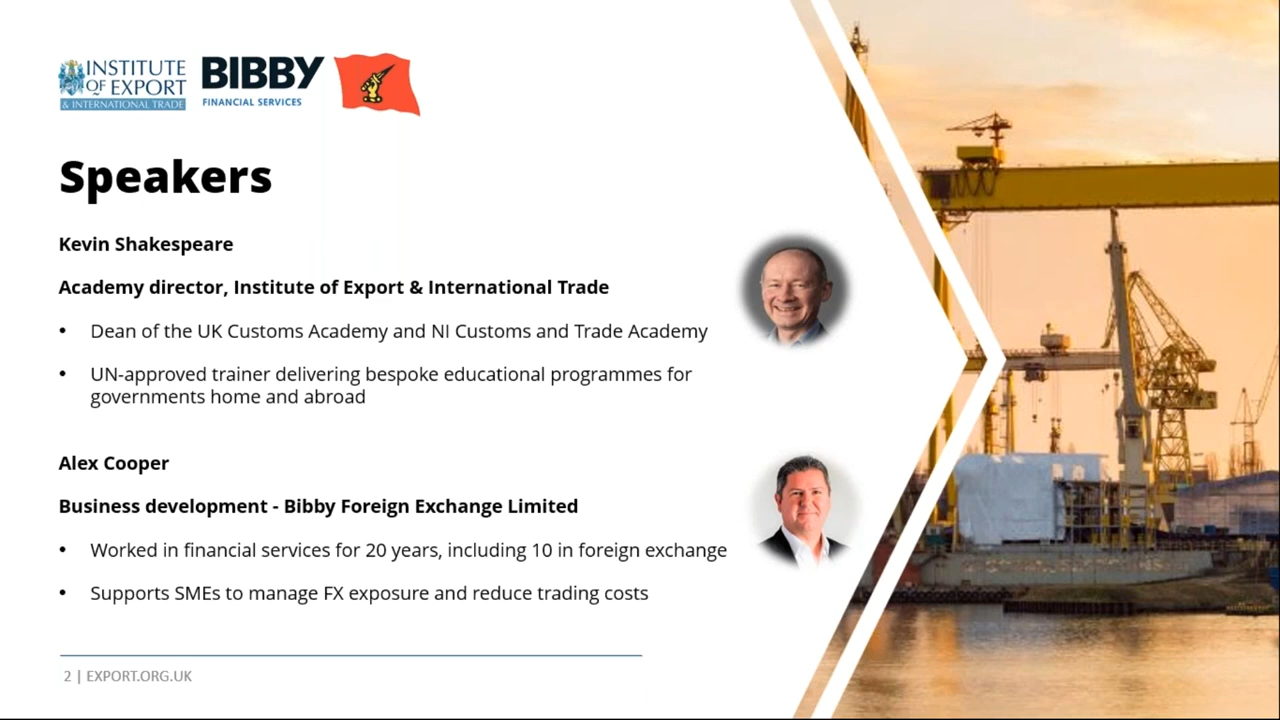 INSTITUTE
OF EXPORT
& INTERNATIONAL TRADE
BIBBY
FINANCIAL SERVICES
Speakers
Kevin Shakespeare
Academy director, Institute of Export & International Trade
• Dean of the UK Customs Academy and NI Customs and Trade Academy
• UN-approved trainer delivering bespoke educational programmes for
governments home and abroad
Alex Cooper
Business development - Bibby Foreign Exchange Limited
• Worked in financial services for 20 years, including 10 in foreign exchange
• Supports SMEs to manage FX exposure and reduce trading costs
2 | EXPORT.ORG.UK